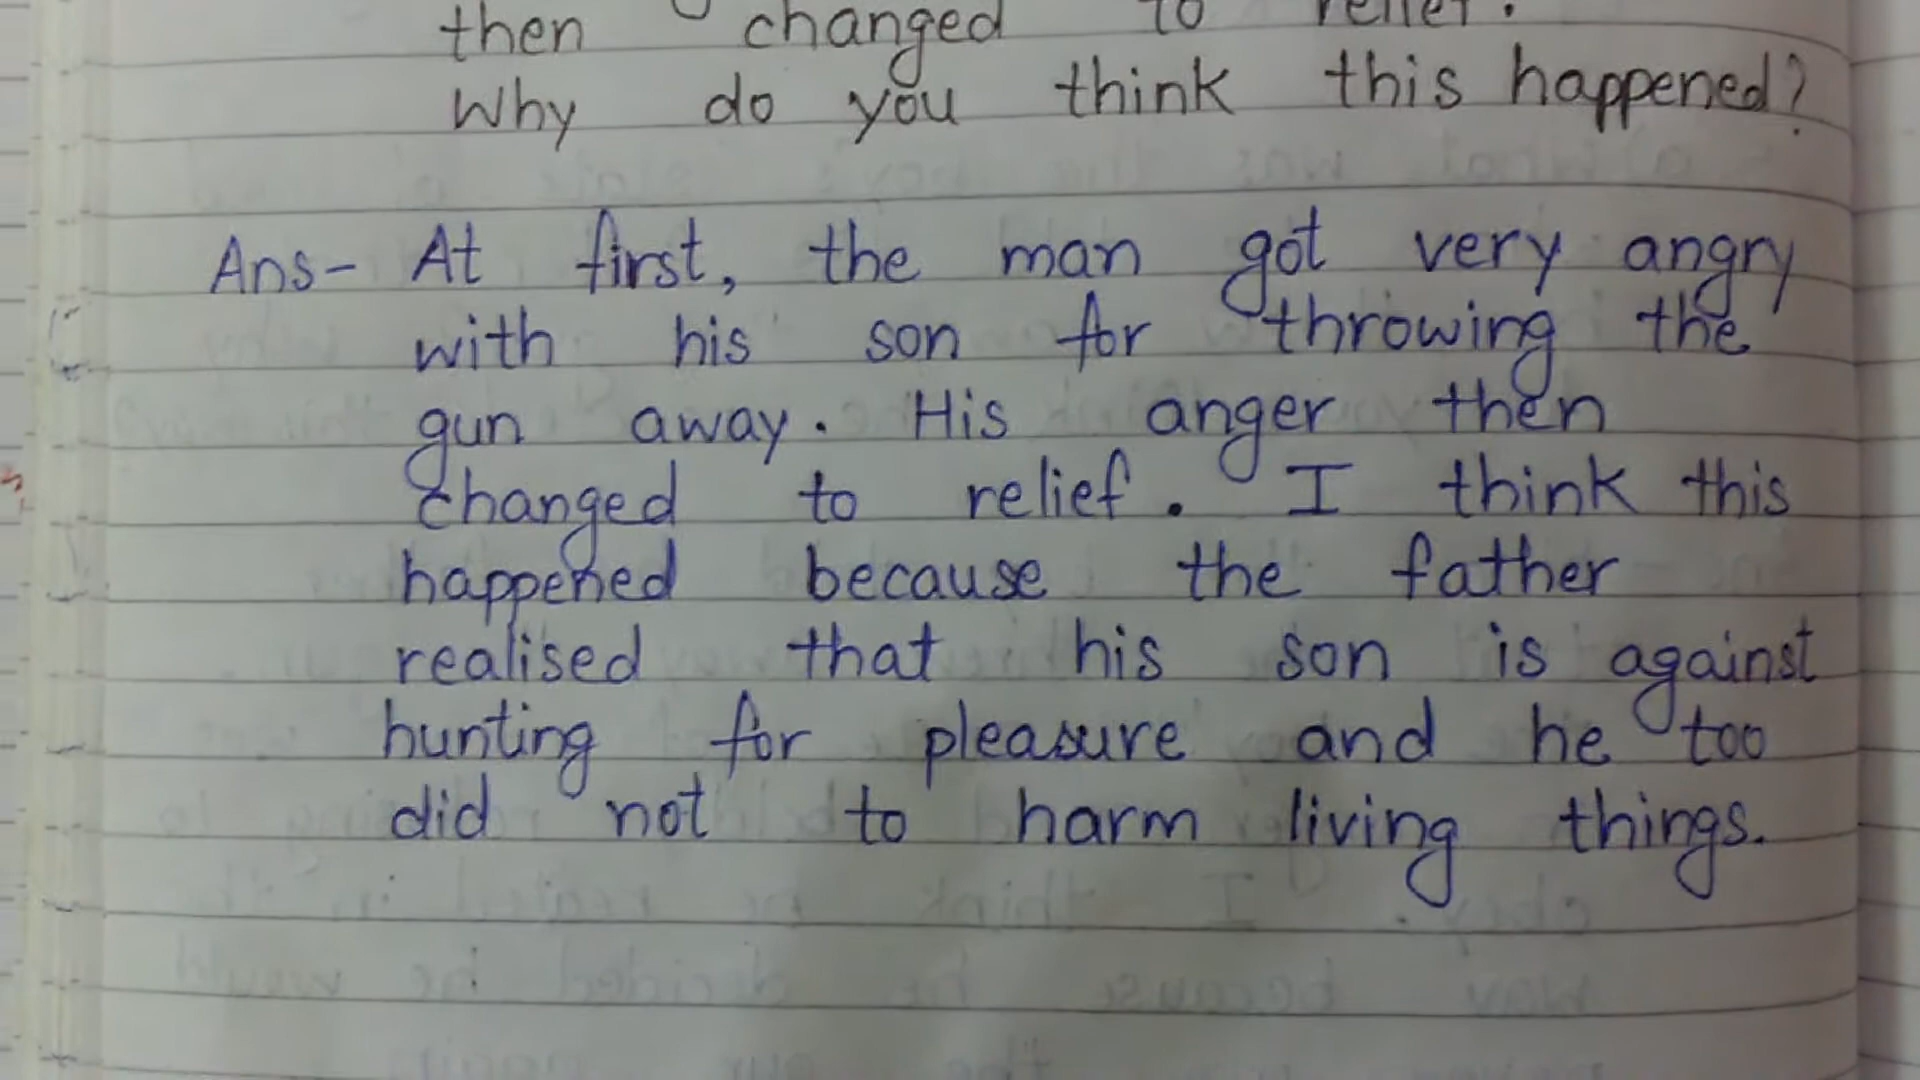 then changed to relief.
Why do you think this happened?
Ans- At first, the man got very angry
with his son for throwing the
gun away. His anger then
changed to relief. I think this
happened because the father
realised that his son is against
hunting for pleasure and he too
did not to harm living things.